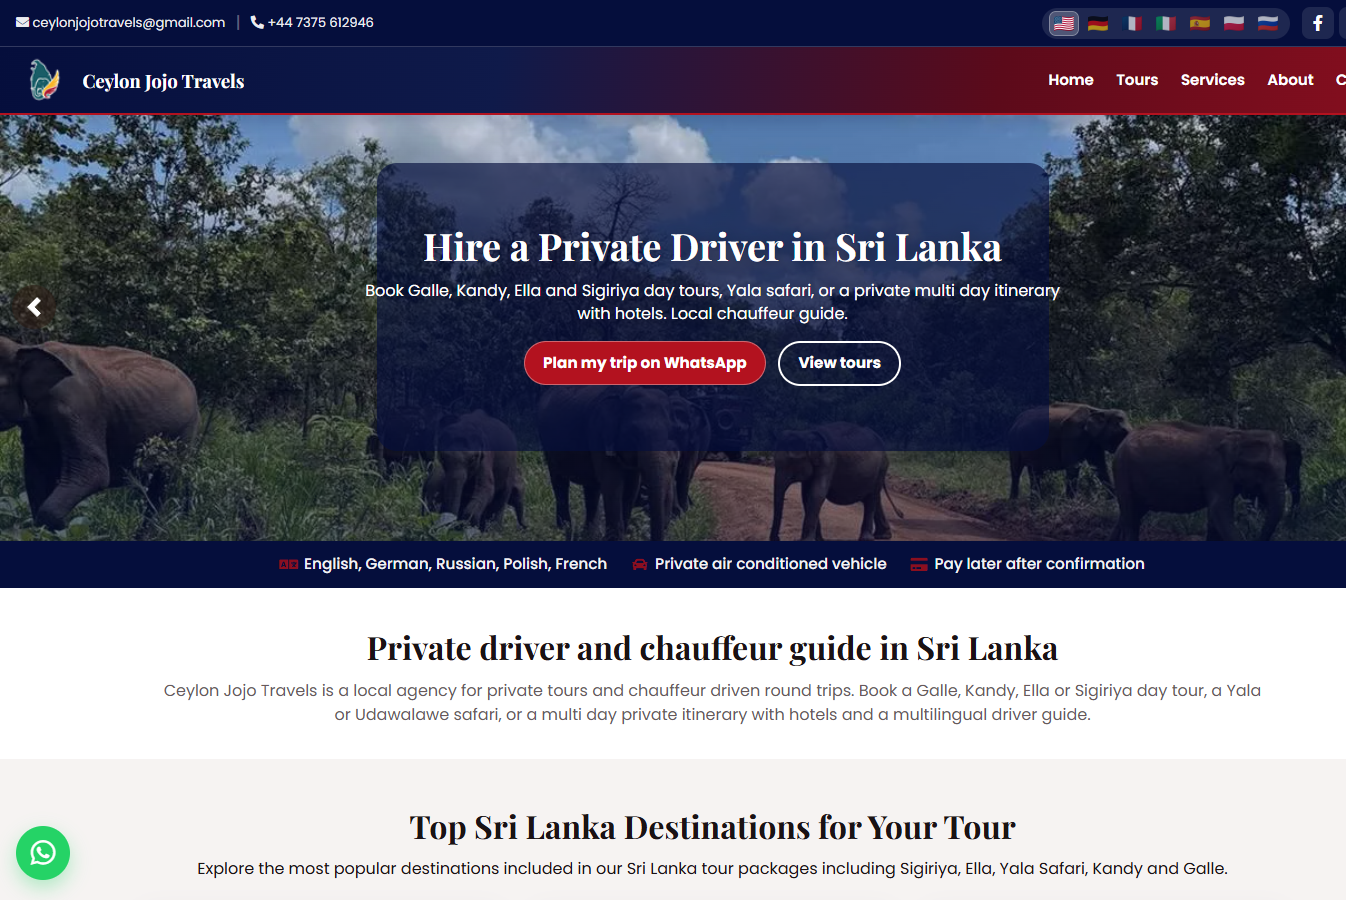 ceylonjojotravels@gmail.com | +44 7375 612946
Ceylon Jojo Travels
Home Tours Services About C
Hire a Private Driver in Sri Lanka
Book Galle, Kandy, Ella and Sigiriya day tours, Yala safari, or a private multi day itinerary
with hotels. Local chauffeur guide.
Plan my trip on WhatsApp
View tours
English, German, Russian, Polish, French
Private air conditioned vehicle
Pay later after confirmation
Private driver and chauffeur guide in Sri Lanka
Ceylon Jojo Travels is a local agency for private tours and chauffeur driven round trips. Book a Galle, Kandy, Ella or Sigiriya day tour, a Yala
or Udawalawe safari, or a multi day private itinerary with hotels and a multilingual driver guide.
Top Sri Lanka Destinations for Your Tour
Explore the most popular destinations included in our Sri Lanka tour packages including Sigiriya, Ella, Yala Safari, Kandy and Galle.